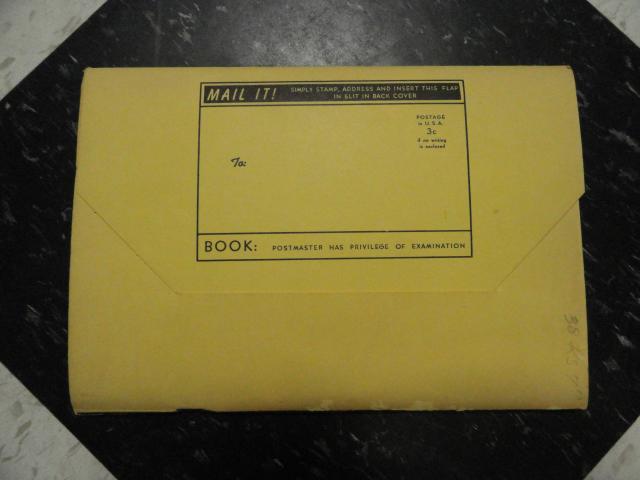 MAIL IT! SIMPLY STAMP, ADDRESS AND INSERT THIS FLAP
IN SLIT IN BACK COVER
POSTAGE
in U.S.A.
3c
if no writing
is enclosed
To:
BOOK: POSTMASTER HAS PRIVILEGE OF EXAMINATION